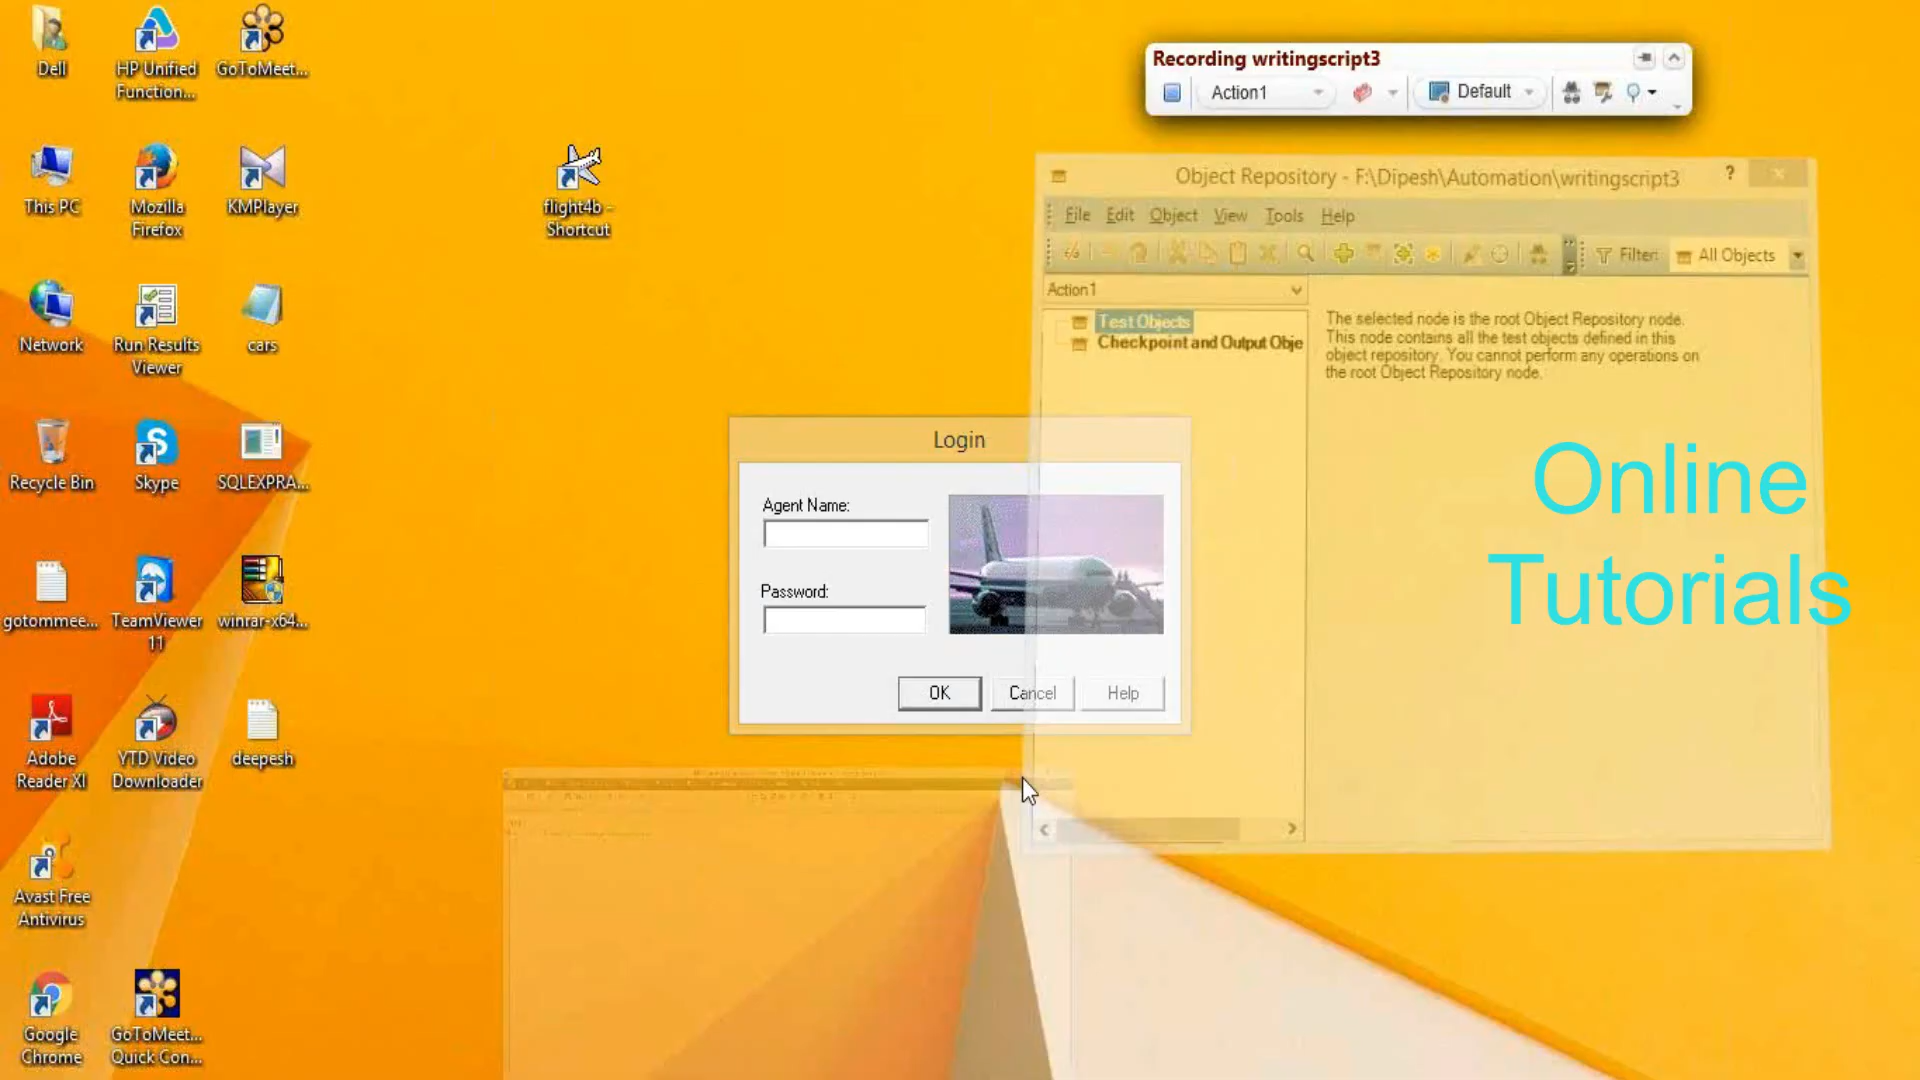 Dell
HP Unified
Function...
GoToMeet...
This PC
Mozilla
Firefox
KMPlayer
flight4b -
Shortcut
Network
Run Results
Viewer
cars
Recycle Bin
Skype
SQLEXPRA...
gotommee...
TeamViewer
11
winrar-x64...
Adobe
Reader XI
YTD Video
Downloader
deepesh
Avast Free
Antivirus
Google
Chrome
GoToMeet...
Quick Con...
Recording writingscript3
Action1
Default
Object Repository - F:\Dipesh\Automation\writingscript3
File Edit Object View Tools Help
Filter: All Objects
Action1
Test Objects
Checkpoint and Output Obje
The selected node is the root Object Repository node.
This node contains all the test objects defined in this
object repository. You cannot perform any operations on
the root Object Repository node.
Login
Agent Name:
Password:
OK Cancel Help
Online
Tutorials